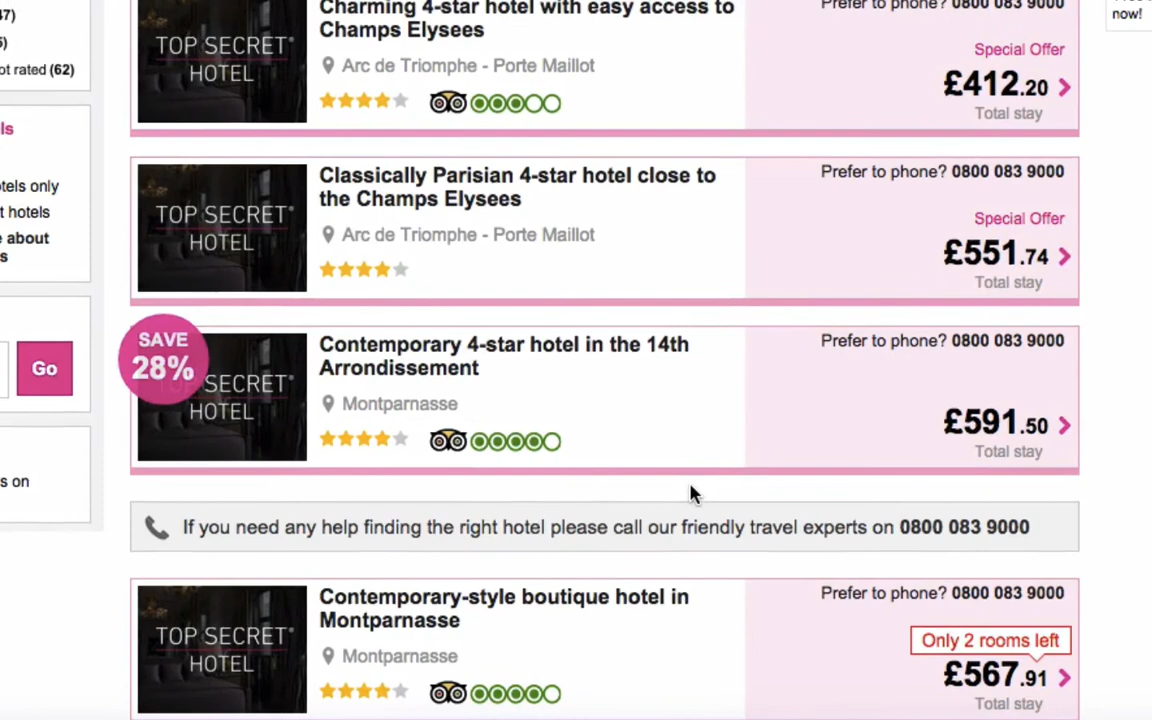 47)
5)
ot rated (62)
ls
otels only
t hotels
e about
s
Go
s on
now!
Charming 4-star hotel with easy access to
Champs Elysees
Arc de Triomphe - Porte Maillot
TOP SECRET®
HOTEL
Prefer to phone? 0800 083 9000
Special Offer
£412.20
Total stay
Classically Parisian 4-star hotel close to
the Champs Elysees
Arc de Triomphe - Porte Maillot
TOP SECRET®
HOTEL
Prefer to phone? 0800 083 9000
Special Offer
£551.74
Total stay
SAVE
28%
TOP SECRET®
HOTEL
Contemporary 4-star hotel in the 14th
Arrondissement
Montparnasse
Prefer to phone? 0800 083 9000
£591.50
Total stay
If you need any help finding the right hotel please call our friendly travel experts on 0800 083 9000
TOP SECRET®
HOTEL
Contemporary-style boutique hotel in
Montparnasse
Montparnasse
Prefer to phone? 0800 083 9000
Only 2 rooms left
£567.91
Total stay